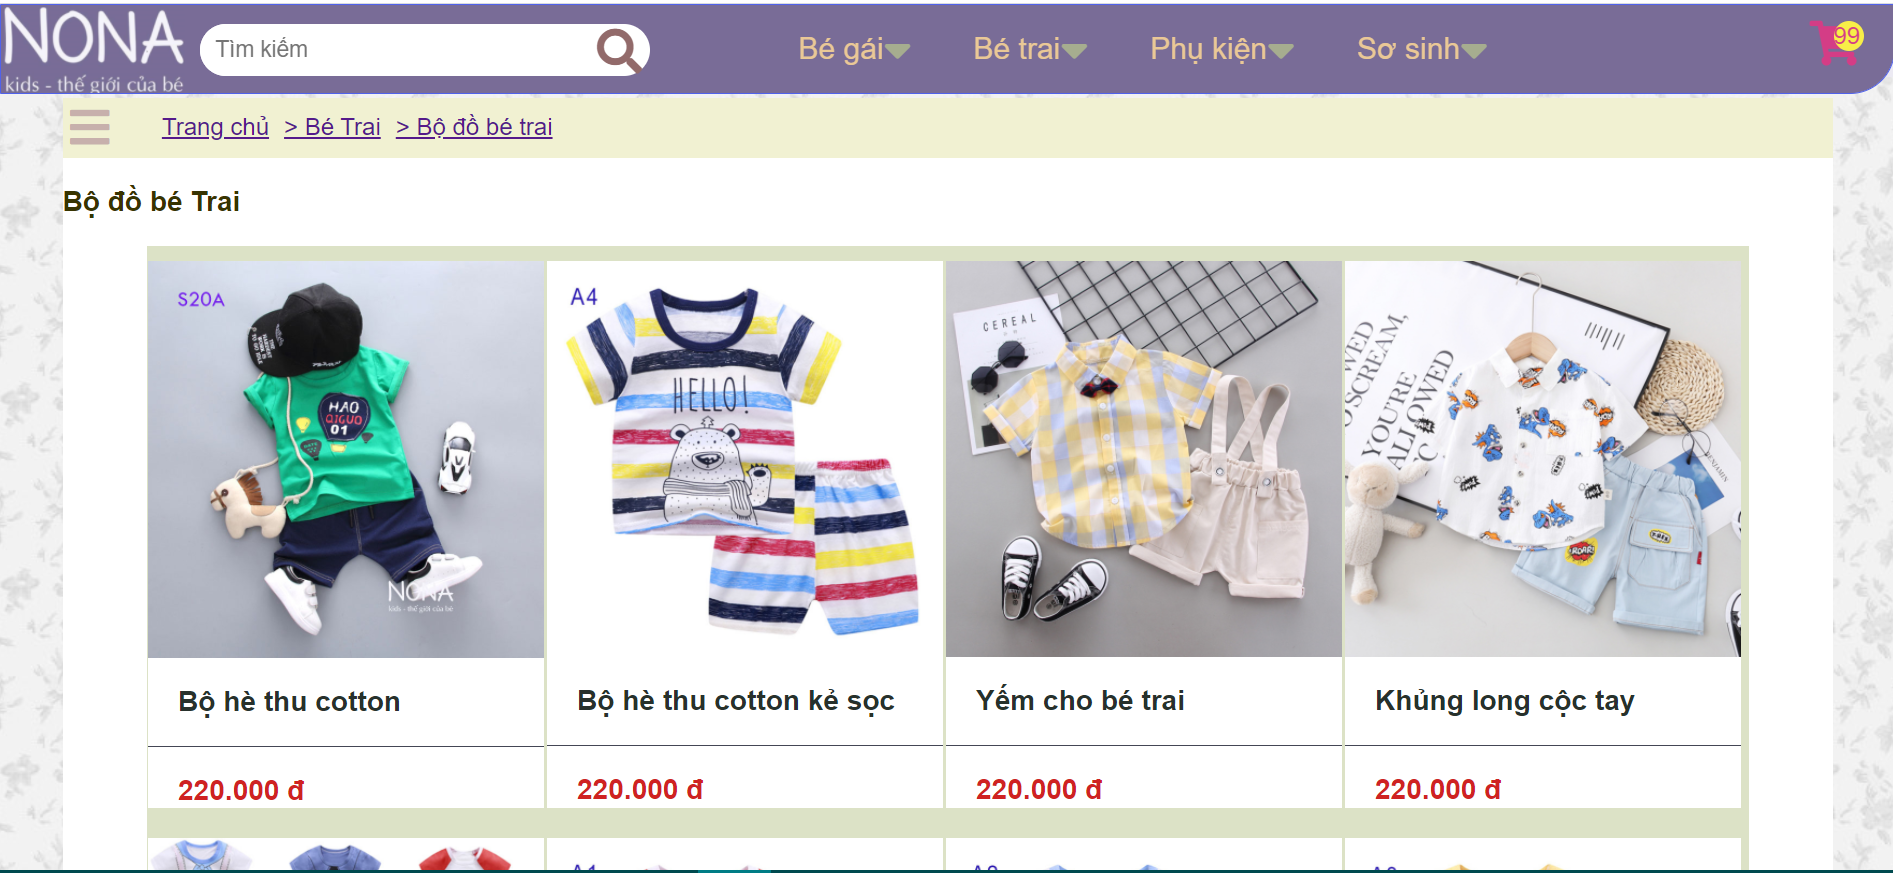 NONA
kids - thế giới của bé
Tìm kiếm
Bé gái
Bé trai
Phụ kiện
Sơ sinh
99
Trang chủ > Bé Trai > Bộ đồ bé trai
Bộ đồ bé Trai
S20A
HAO
QIGUO
01
NONA
kids - thế giới của bé
A4
HELLO!
CEREAL
YOU'RE
ALLOWED
SCREAM,
BENJAMIN
ROAR!
Bộ hè thu cotton
Bộ hè thu cotton kẻ sọc
Yếm cho bé trai
Khủng long cộc tay
220.000 đ
220.000 đ
220.000 đ
220.000 đ